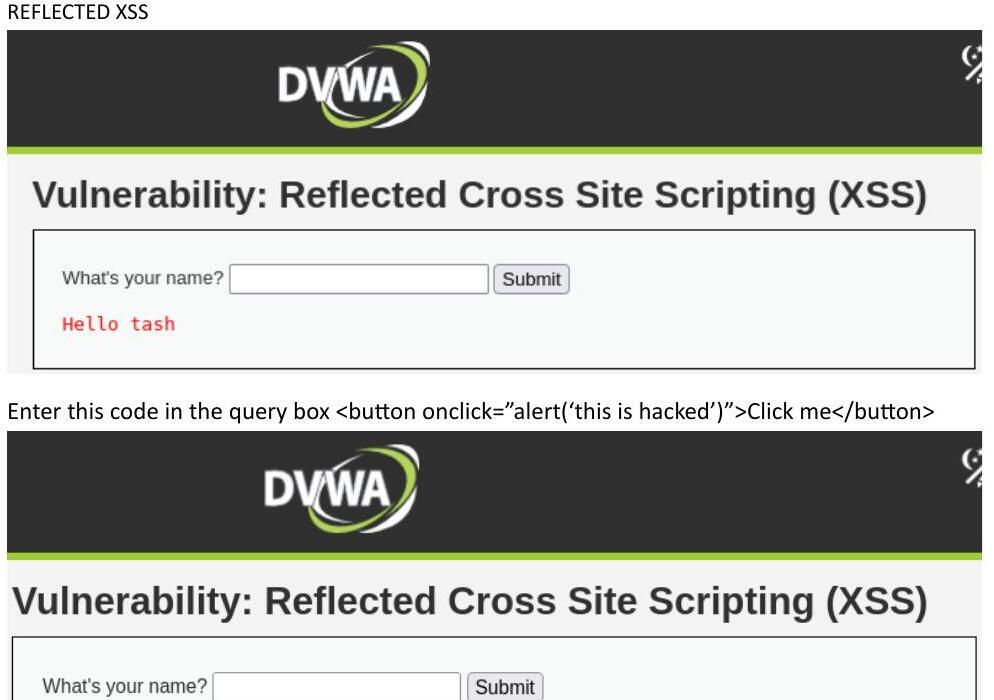 REFLECTED XSS
DVWA
Vulnerability: Reflected Cross Site Scripting (XSS)
What's your name? Submit
Hello tash
Enter this code in the query box <button onclick=”alert(‘this is hacked’)”>Click me</button>
DVWA
Vulnerability: Reflected Cross Site Scripting (XSS)
What's your name? Submit